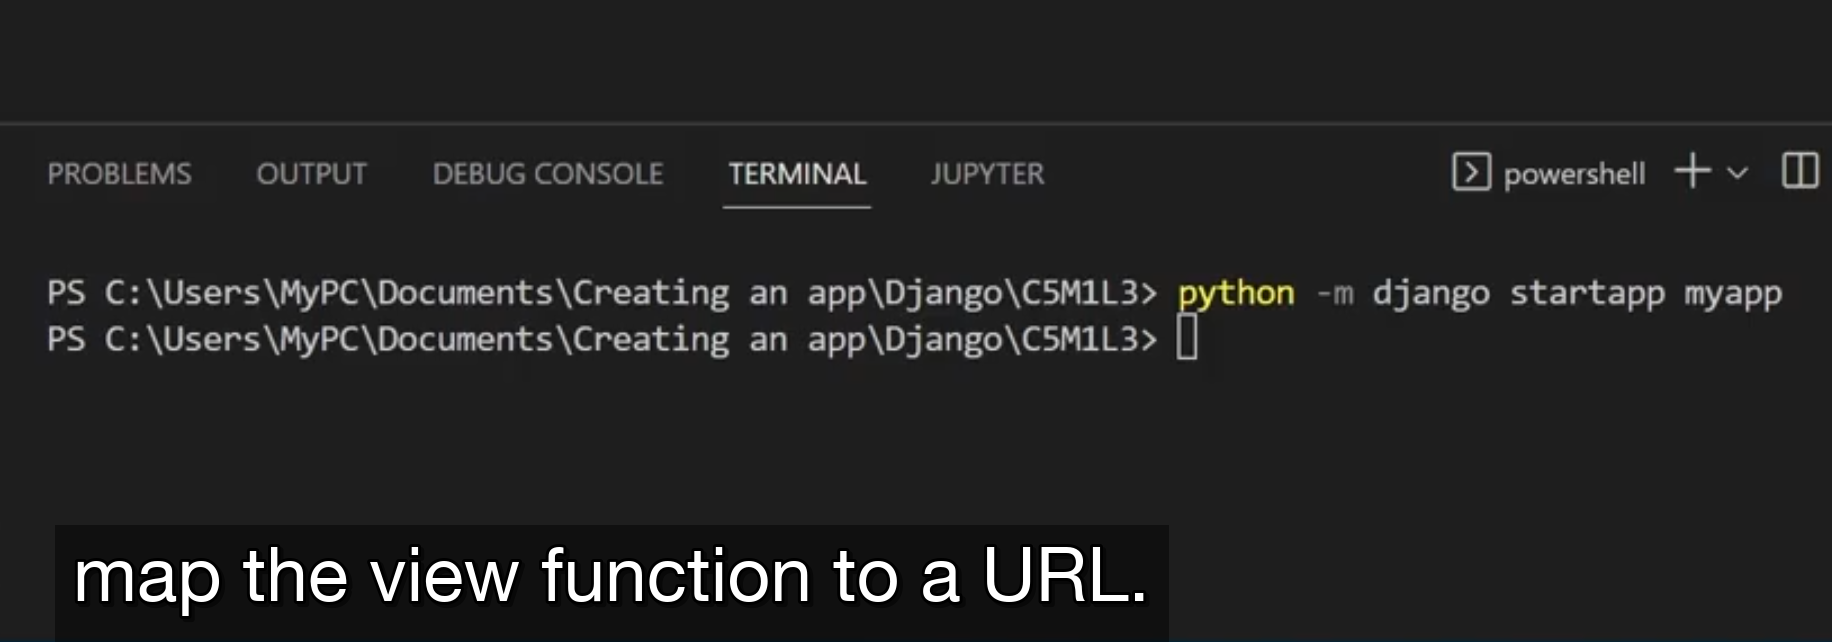 PROBLEMS OUTPUT DEBUG CONSOLE TERMINAL JUPYTER powershell
PS C:\Users\MyPC\Documents\Creating an app\Django\C5M1L3> python -m django startapp myapp
PS C:\Users\MyPC\Documents\Creating an app\Django\C5M1L3>
map the view function to a URL.